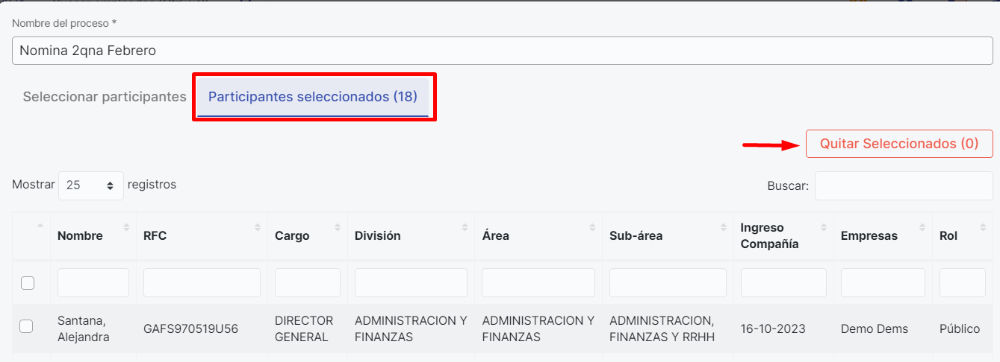 Nombre del proceso *
Nomina 2qna Febrero
Seleccionar participantes
Participantes seleccionados (18)
Quitar Seleccionados (0)
Mostrar 25 registros
Buscar:
Nombre
RFC
Cargo
División
Área
Sub-área
Ingreso
Compañía
Empresas
Rol
Santana,
Alejandra
GAFS970519U56
DIRECTOR
GENERAL
ADMINISTRACION Y
FINANZAS
ADMINISTRACION Y
FINANZAS
ADMINISTRACION,
FINANZAS Y RRHH
16-10-2023
Demo Dems
Público